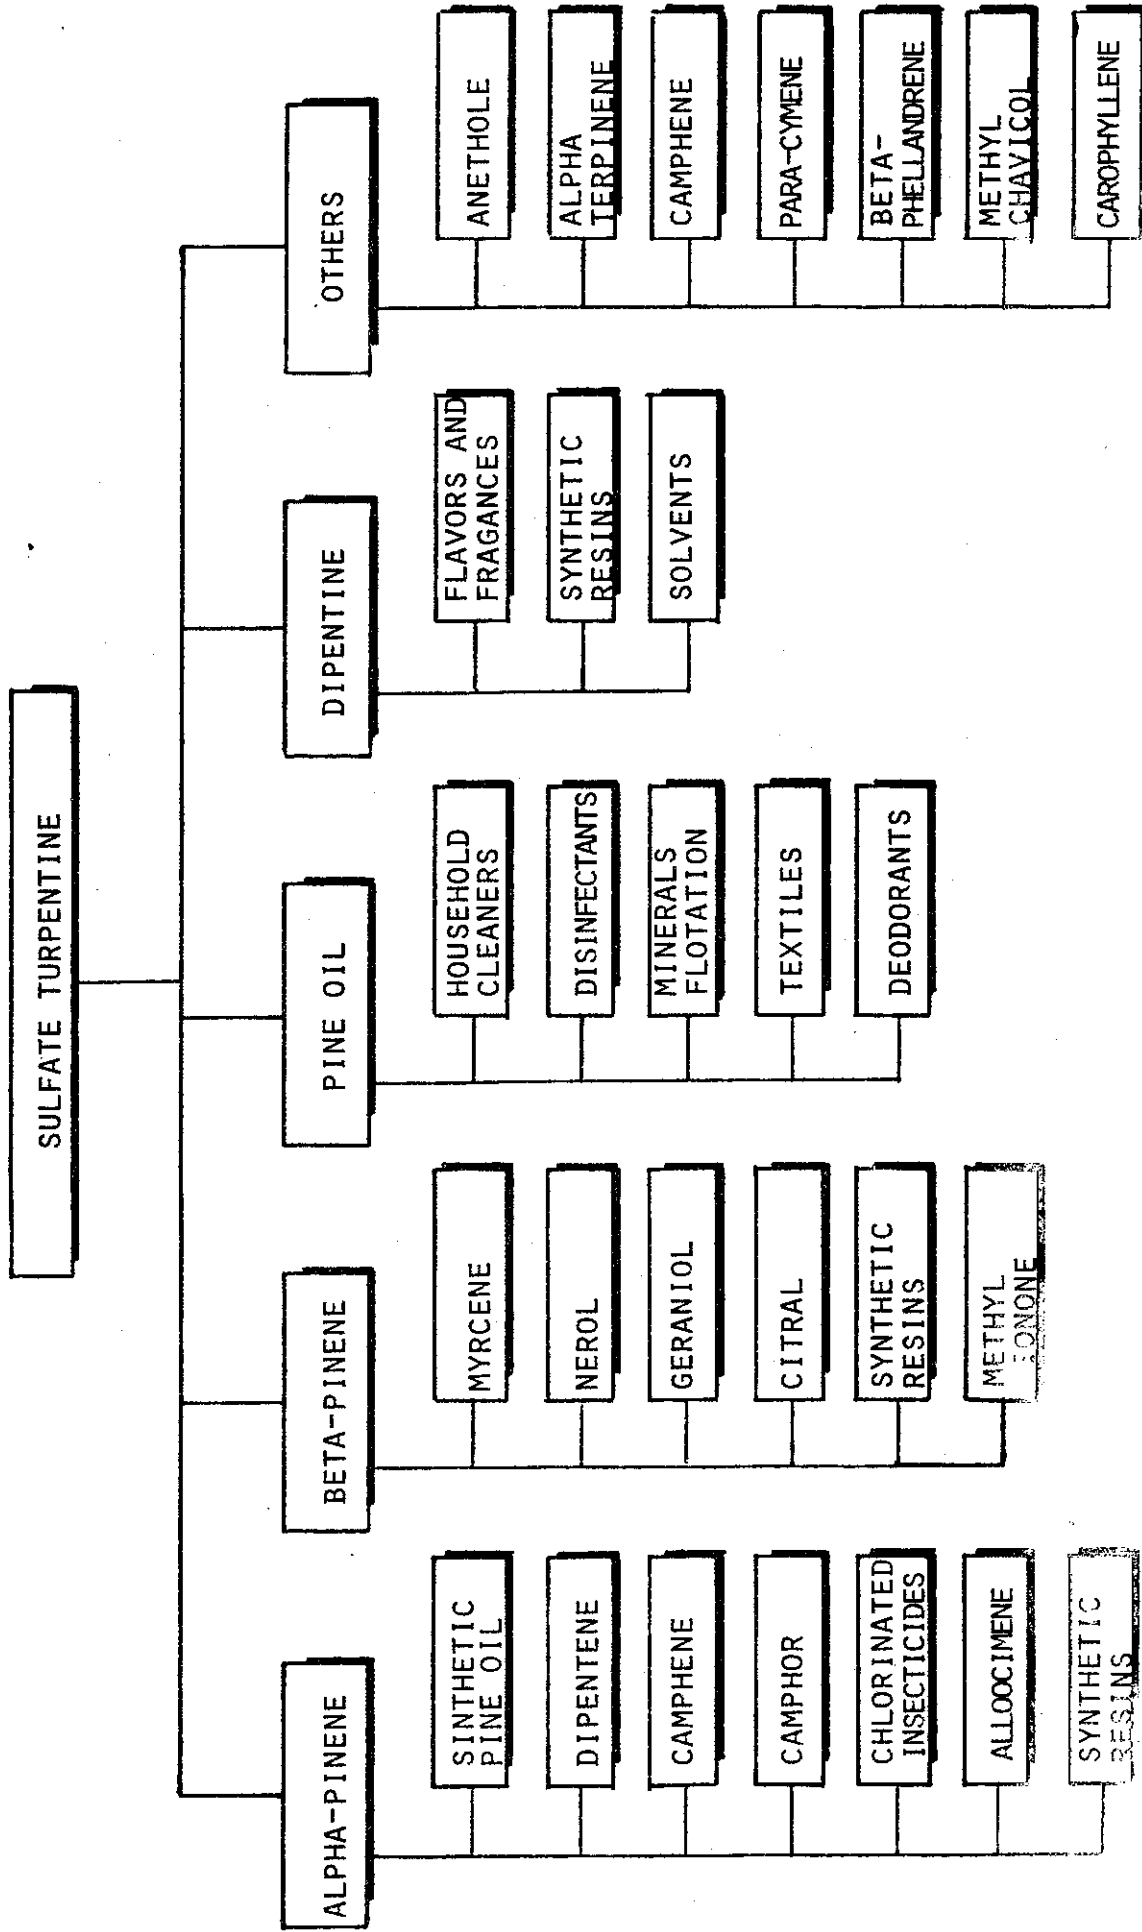 SULFATE TURPENTINE
ALPHA-PINENE
SINTHETIC
PINE OIL
DIPENTENE
CAMPHENE
CAMPHOR
CHLORINATED
INSECTICIDES
ALLOOCIMENE
SYNTHETIC
RESINS
BETA-PINENE
MYRCENE
NEROL
GERANIOL
CITRAL
SYNTHETIC
RESINS
METHYL
IONONE
PINE OIL
HOUSEHOLD
CLEANERS
DISINFECTANTS
MINERALS
FLOTATION
TEXTILES
DEODORANTS
DIPENTINE
FLAVORS AND
FRAGANCES
SYNTHETIC
RESINS
SOLVENTS
OTHERS
ANETHOLE
ALPHA
TERPINENE
CAMPHENE
PARA-CYMENE
BETA-
PHELLANDRENE
METHYL
CHAVICOL
CAROPHYLLENE